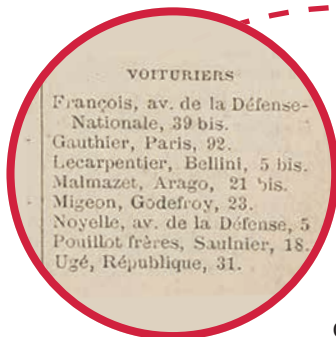 VOITURIERS
François, av. de la Défense-
Nationale, 39 bis.
Gauthier, Paris, 92.
Lecarpentier, Bellini, 5 bis.
Malmazet, Arago, 21 bis.
Migeon, Godefroy, 23.
Noyelle, av. de la Défense, 5
Pouillot frères, Saulnier, 18.
Ugé, République, 31.